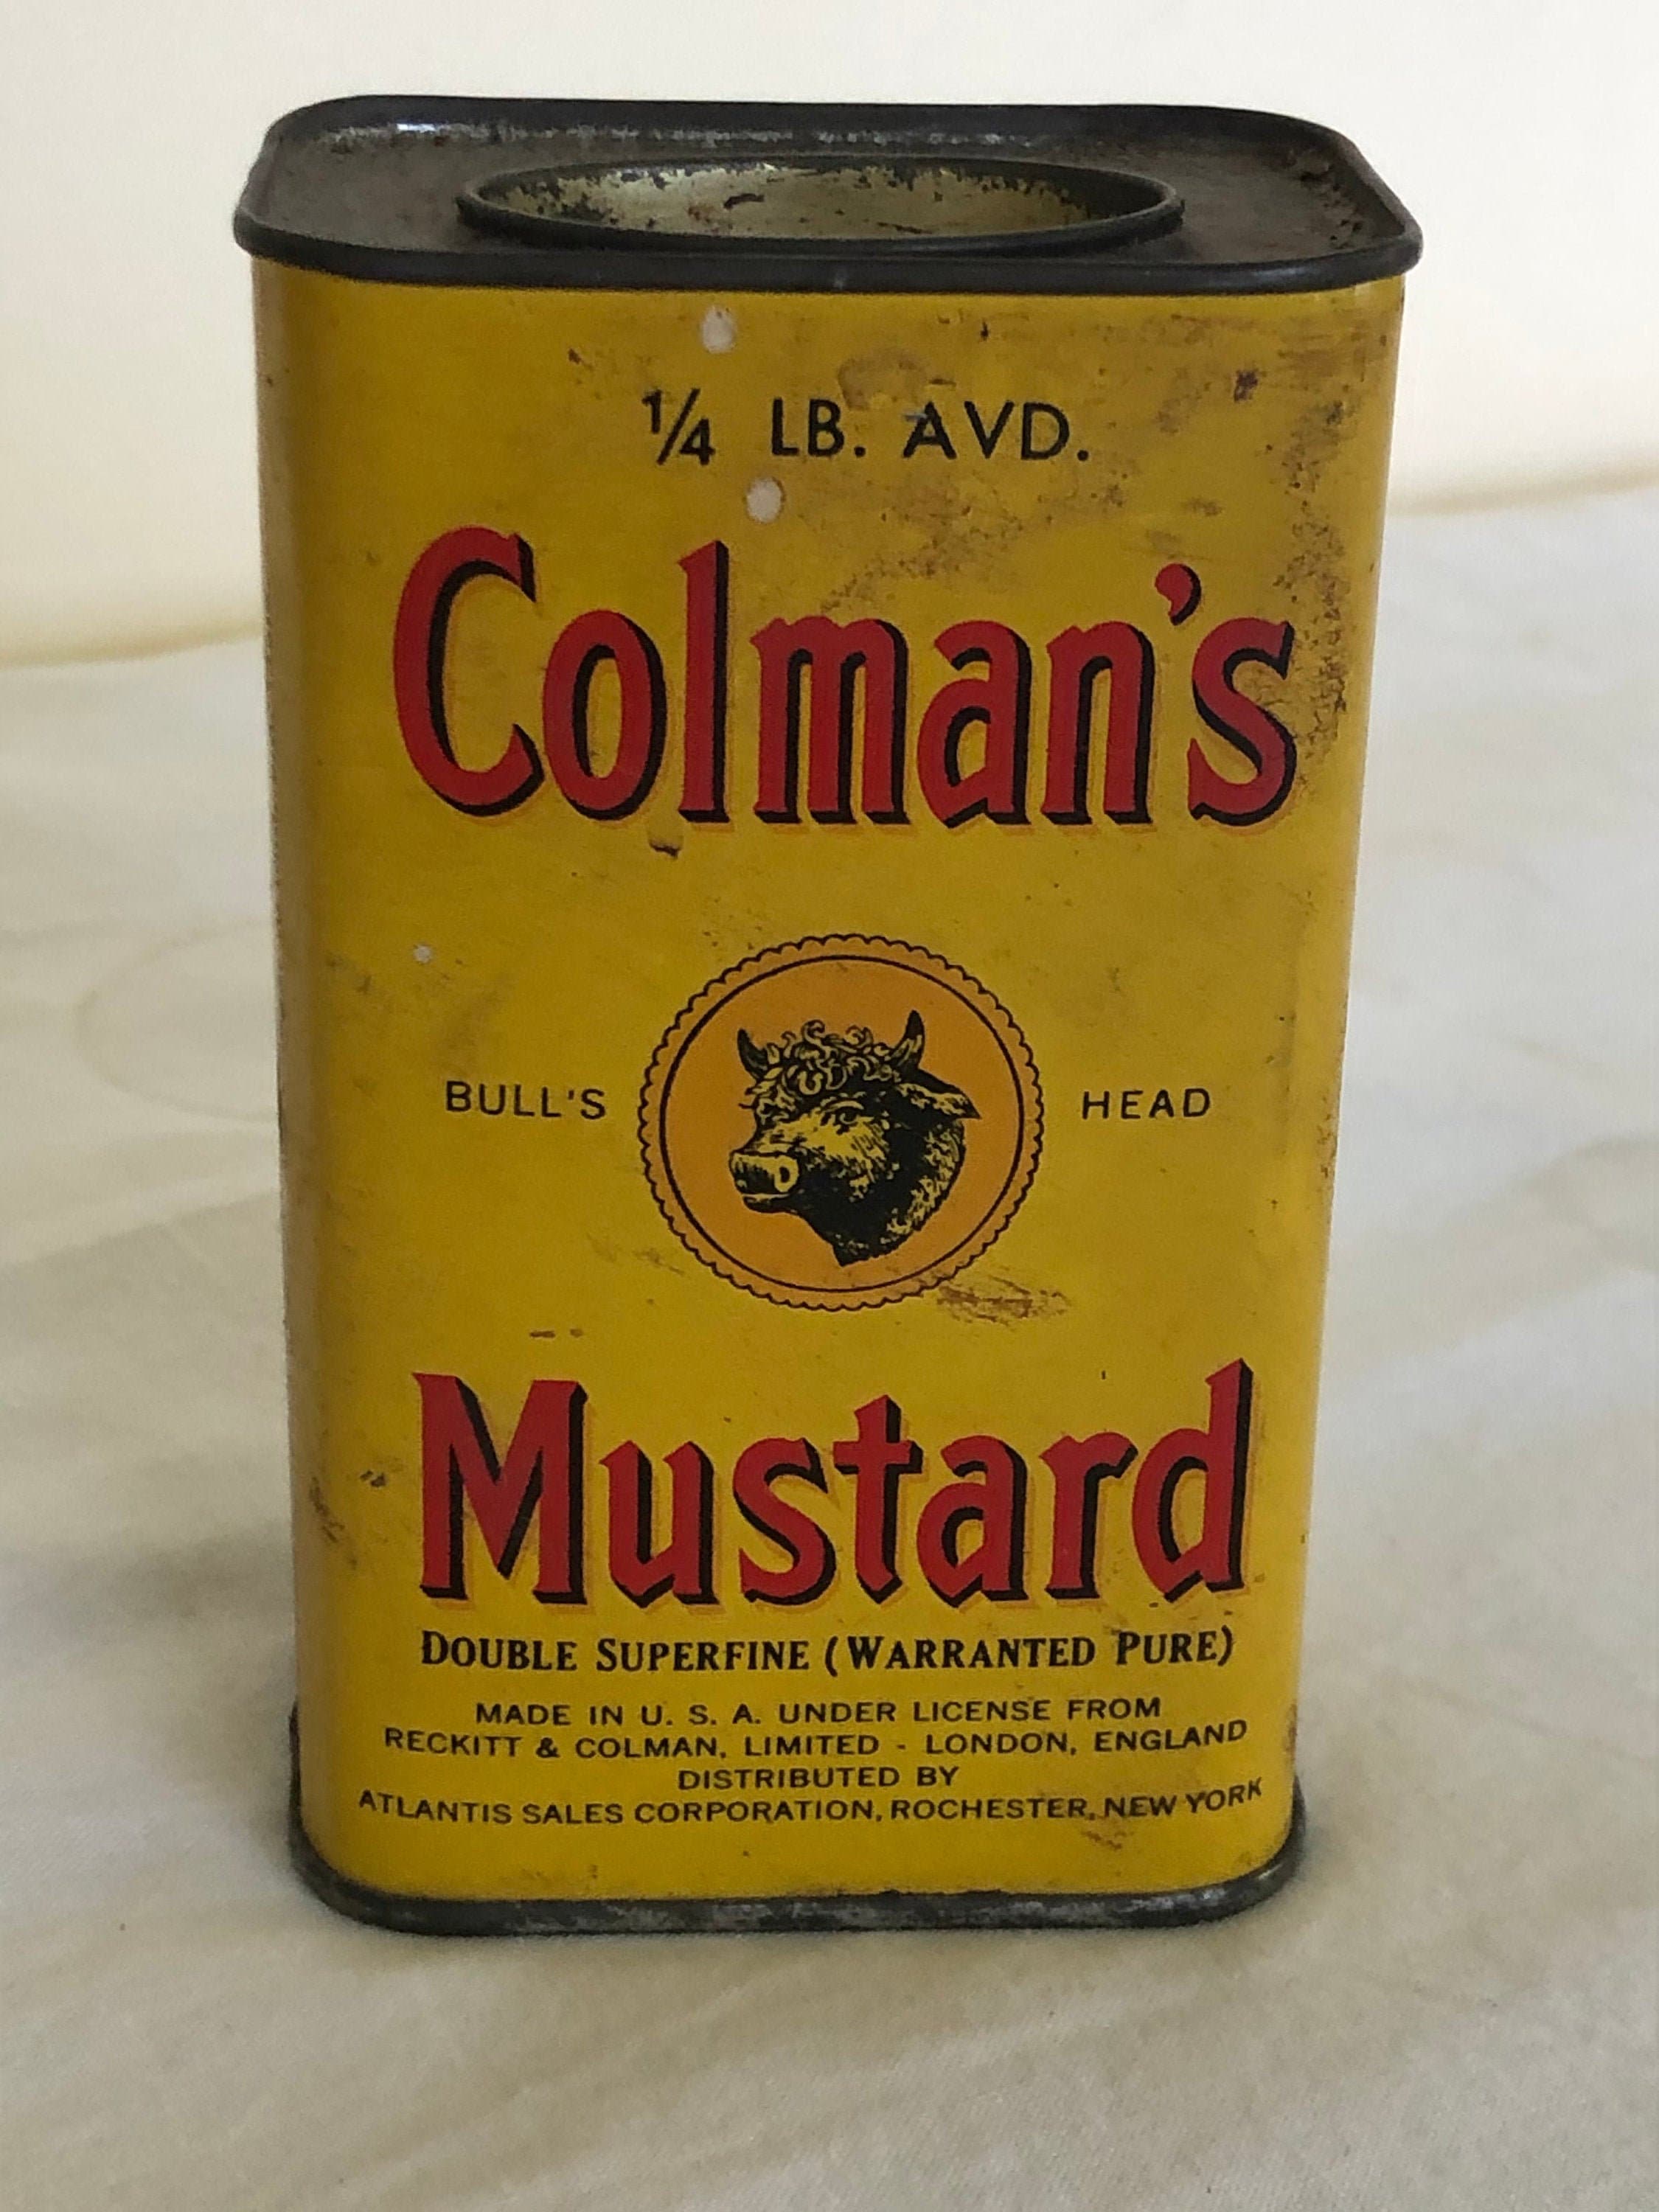 ¼ LB. AVD.
Colman's
BULL'S HEAD
Mustard
DOUBLE SUPERFINE (WARRANTED PURE)
MADE IN U. S. A. UNDER LICENSE FROM
RECKITT & COLMAN, LIMITED - LONDON, ENGLAND
DISTRIBUTED BY
ATLANTIS SALES CORPORATION, ROCHESTER, NEW YORK